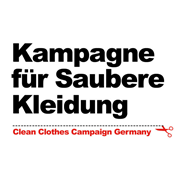 Kampagne
für Saubere
Kleidung
Clean Clothes Campaign Germany